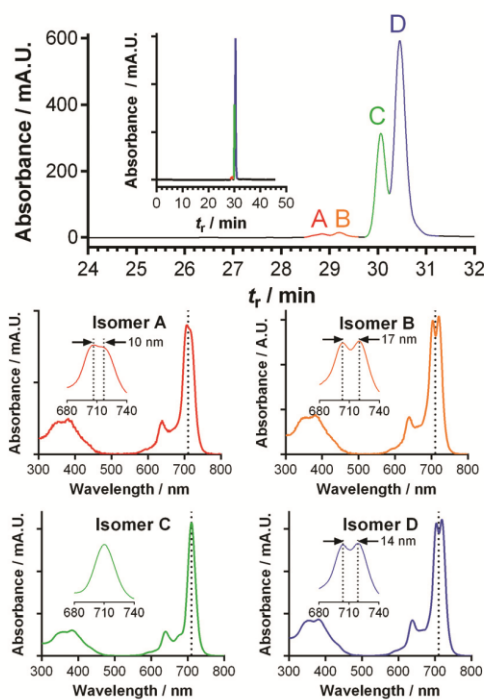 Absorbance / mA.U.
600
400
200
0
24 25 26 27 28 29 30 31 32
tr / min
A B C D
Absorbance / mA.U.
0 10 20 30 40 50
tr / min
Isomer A
10 nm
680 710 740
Absorbance / mA.U.
300 400 500 600 700 800
Wavelength / nm
Isomer B
17 nm
680 710 740
Absorbance / A.U.
300 400 500 600 700 800
Wavelength / nm
Isomer C
680 710 740
Absorbance / mA.U.
300 400 500 600 700 800
Wavelength / nm
Isomer D
14 nm
680 710 740
Absorbance / mA.U.
300 400 500 600 700 800
Wavelength / nm